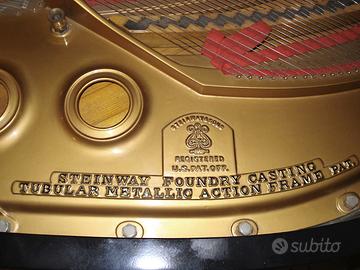 STEINWAY & SONS
REGISTERED
U.S. PAT. OFF.
STEINWAY FOUNDRY CASTING
TUBULAR METALLIC ACTION FRAME PAT.
subito